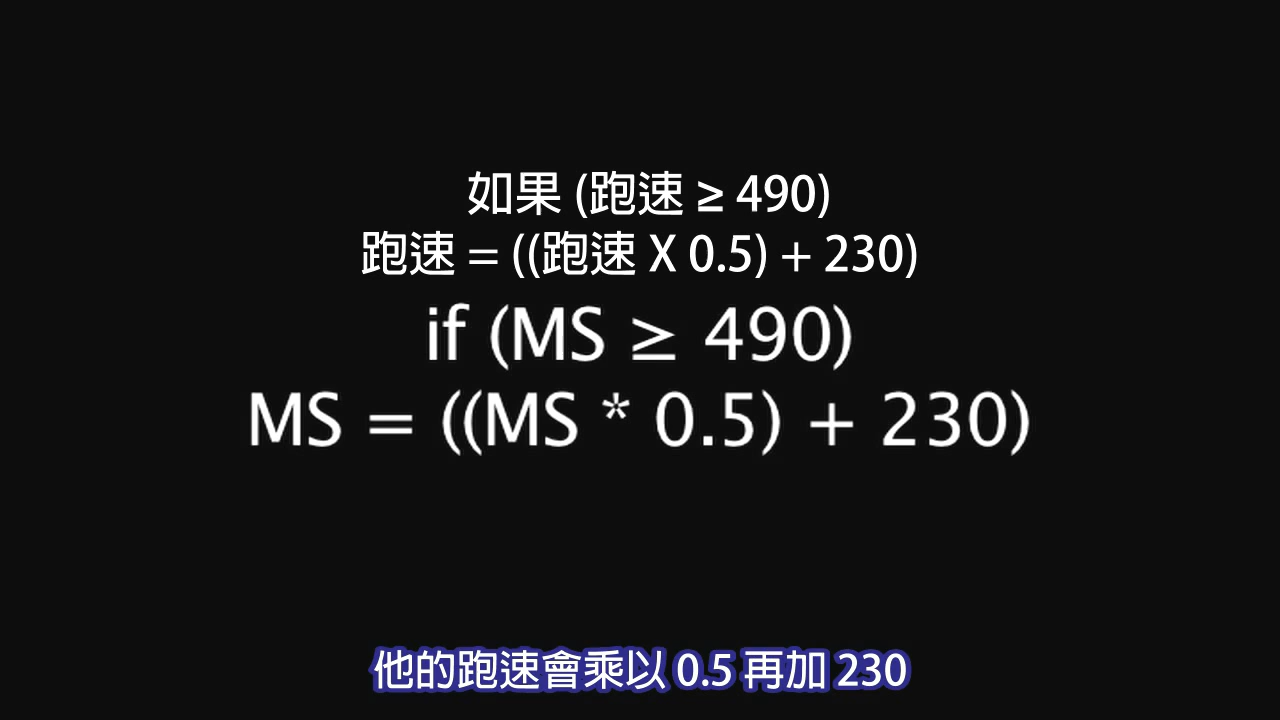 如果 (跑速 ≥ 490)
跑速 = ((跑速 X 0.5) + 230)
if (MS ≥ 490)
MS = ((MS * 0.5) + 230)
他的跑速會乘以 0.5 再加 230